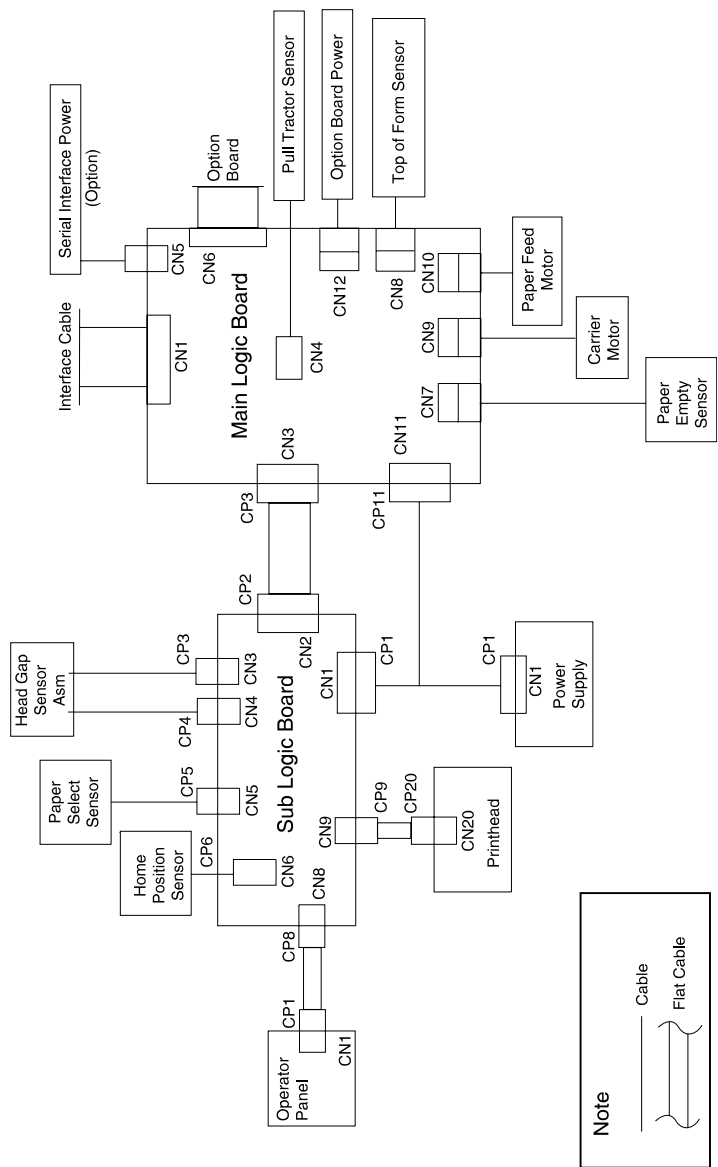 Serial Interface Power
(Option)
Interface Cable
CN5
CN1
Option
Board
CN6
Pull Tractor Sensor
CN4
Option Board Power
CN12
Top of Form Sensor
CN8
Main Logic Board
CN10
Paper Feed
Motor
CN9
Carrier
Motor
CN7
Paper
Empty
Sensor
CN3
CP3
CN11
CP11
CP2
CN2
Head Gap
Sensor
Asm
CP3
CN3
CP4
CN4
Paper
Select
Sensor
CP5
CN5
Home
Position
Sensor
CP6
CN6
Sub Logic Board
CN1
CP1
CP1
CN1
Power
Supply
CN9
CP9
CP20
CN20
Printhead
CN8
CP8
CP1
CN1
Operator
Panel
Note
Cable
Flat Cable